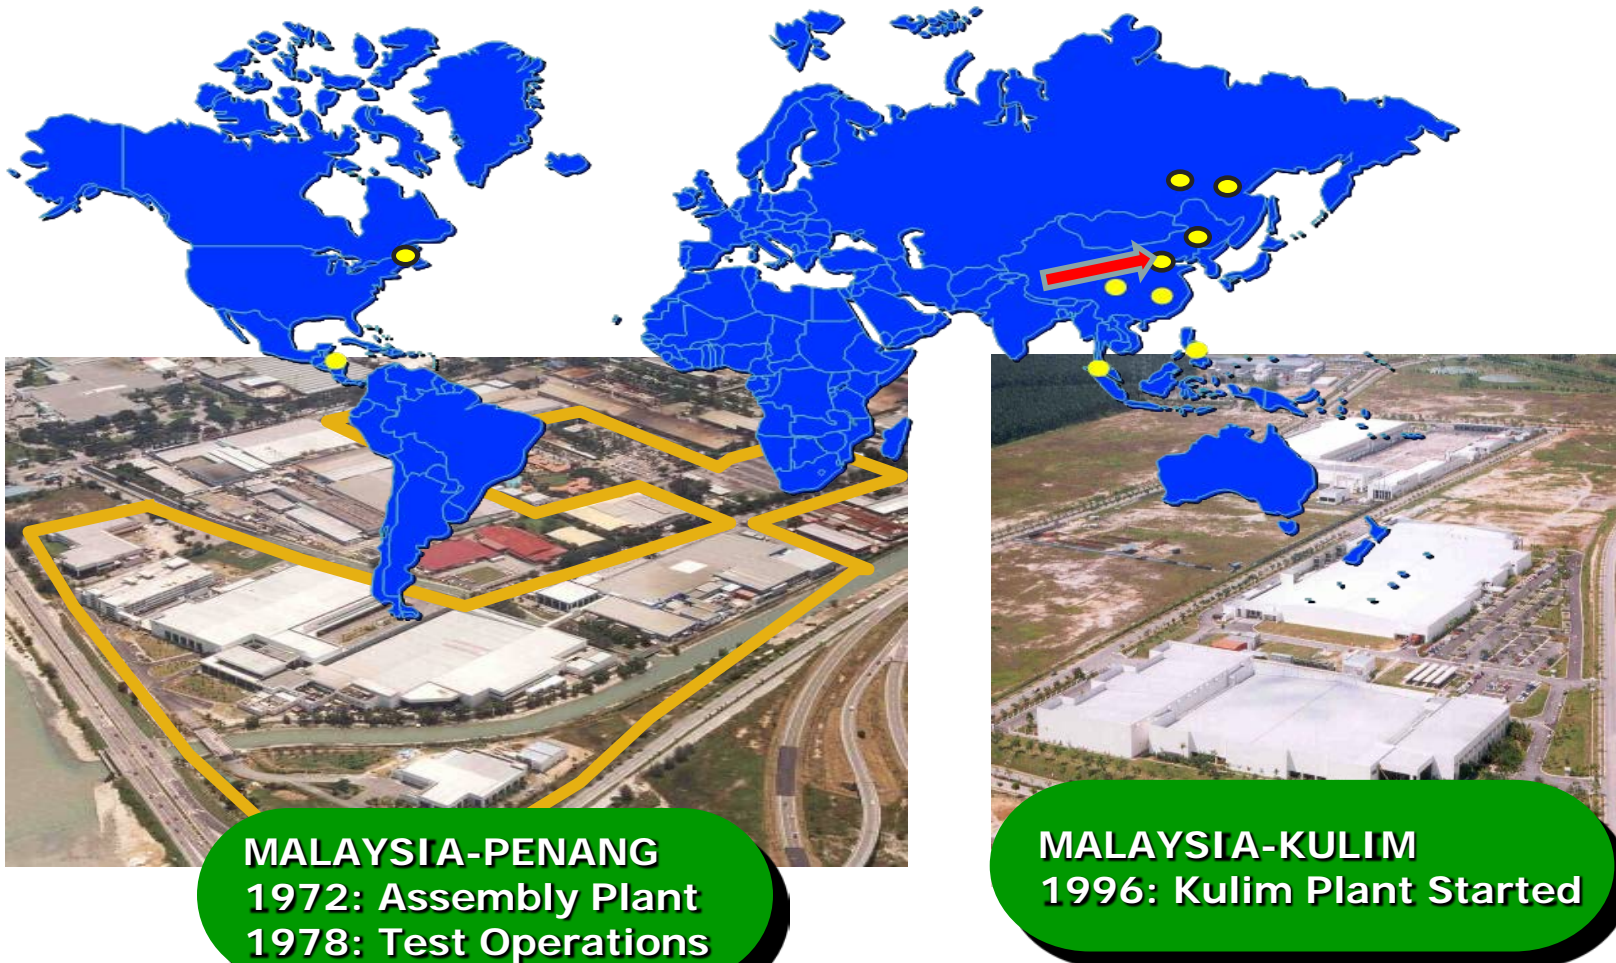 MALAYSIA-PENANG
1972: Assembly Plant
1978: Test Operations
MALAYSIA-KULIM
1996: Kulim Plant Started